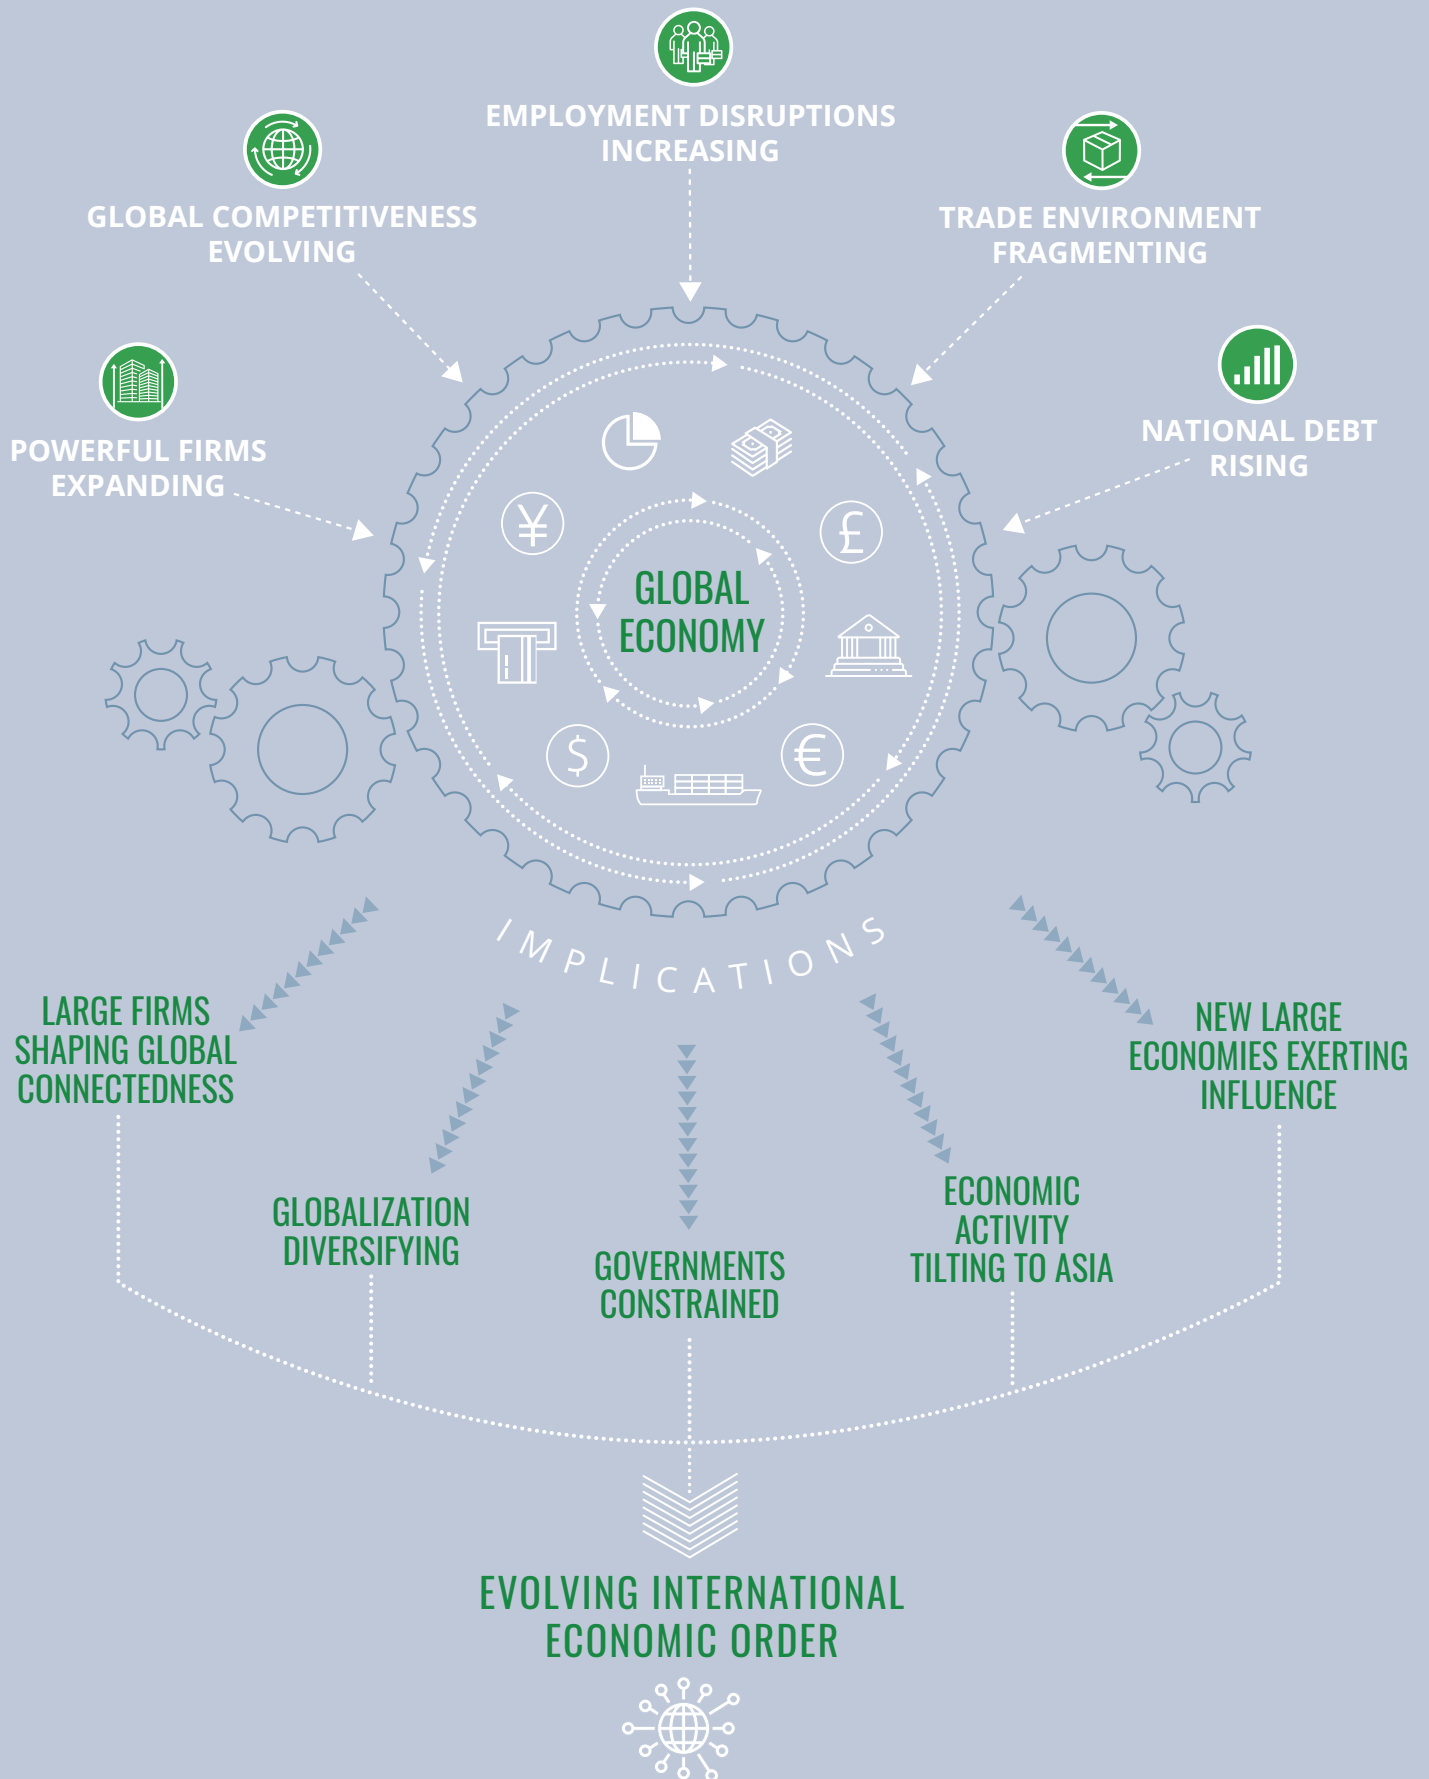 EMPLOYMENT DISRUPTIONS
INCREASING
GLOBAL COMPETITIVENESS
EVOLVING
TRADE ENVIRONMENT
FRAGMENTING
POWERFUL FIRMS
EXPANDING
NATIONAL DEBT
RISING
¥
£
GLOBAL
ECONOMY
$
€
IMPLICATIONS
LARGE FIRMS
SHAPING GLOBAL
CONNECTEDNESS
NEW LARGE
ECONOMIES EXERTING
INFLUENCE
GLOBALIZATION
DIVERSIFYING
ECONOMIC
ACTIVITY
TILTING TO ASIA
GOVERNMENTS
CONSTRAINED
EVOLVING INTERNATIONAL
ECONOMIC ORDER